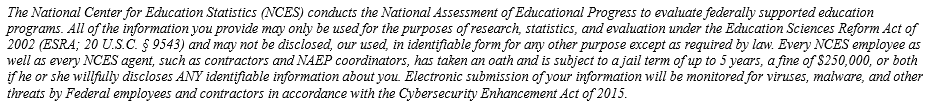 The National Center for Education Statistics (NCES) conducts the National Assessment of Educational Progress to evaluate federally supported education
programs. All of the information you provide may only be used for the purposes of research, statistics, and evaluation under the Education Sciences Reform Act of
2002 (ESRA; 20 U.S.C. § 9543) and may not be disclosed, our used, in identifiable form for any other purpose except as required by law. Every NCES employee as
well as every NCES agent, such as contractors and NAEP coordinators, has taken an oath and is subject to a jail term of up to 5 years, a fine of $250,000, or both
if he or she willfully discloses ANY identifiable information about you. Electronic submission of your information will be monitored for viruses, malware, and other
threats by Federal employees and contractors in accordance with the Cybersecurity Enhancement Act of 2015.